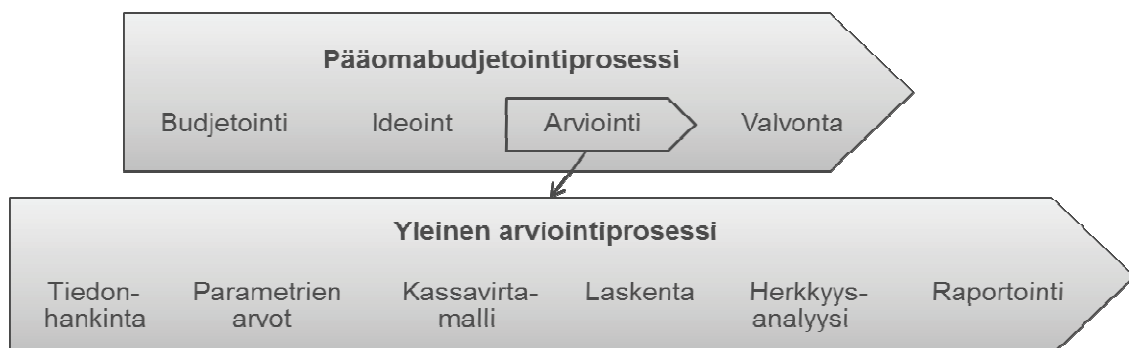 Pääomabudjetointiprosessi
Budjetointi Ideoint Arviointi Valvonta
Yleinen arviointiprosessi
Tiedon- Parametrien Kassavirta- Laskenta Herkkyys- Raportointi
hankinta arvot malli analyysi